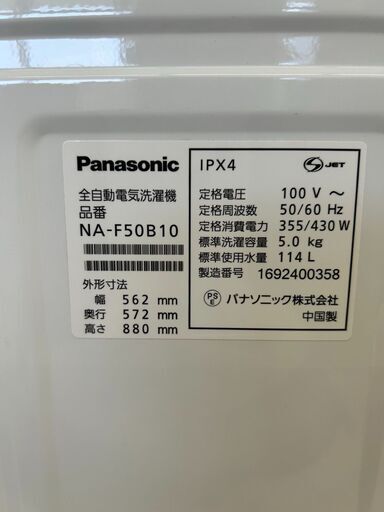 Panasonic
全自動電気洗濯機
品番
NA-F50B10
外形寸法
幅 562 mm
奥行 572 mm
高さ 880 mm
IPX4
S JET
定格電圧 100 V ~
定格周波数 50/60 Hz
定格消費電力 355/430 W
標準洗濯容量 5.0 kg
標準使用水量 114 L
製造番号 1692400358
PS E パナソニック株式会社
中国製